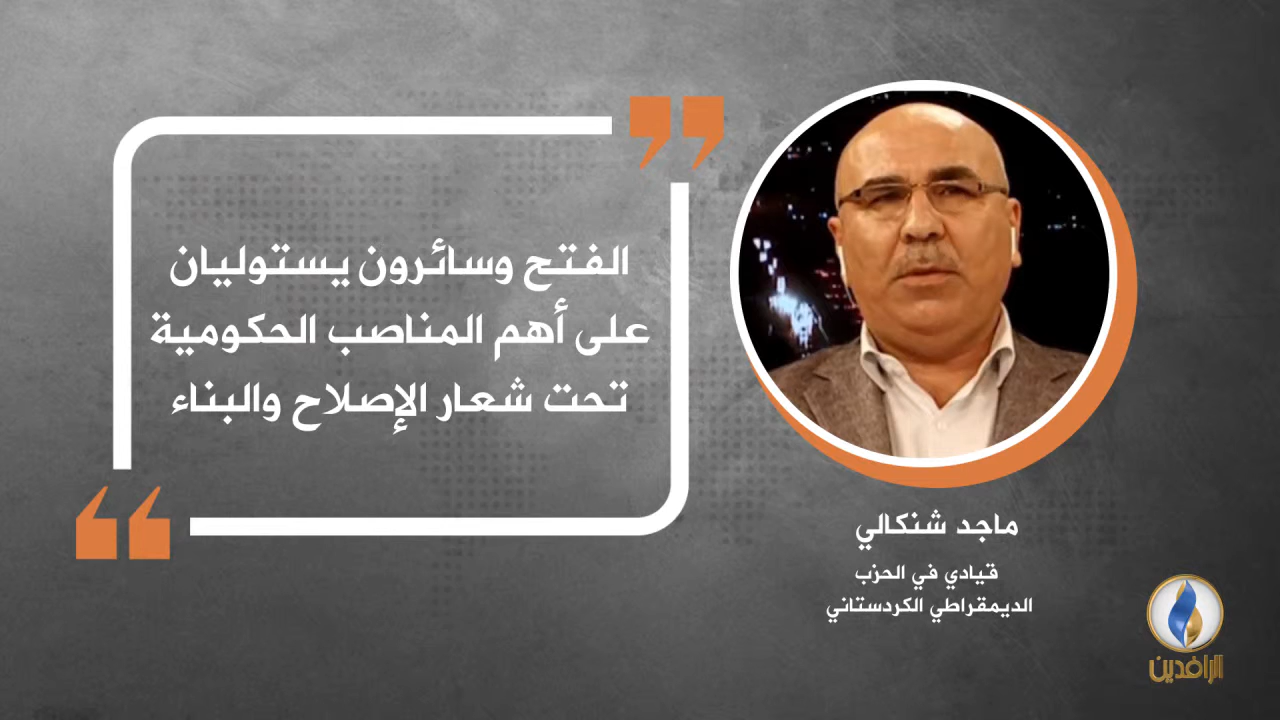 الفتح وسائرون يستوليان
على أهم المناصب الحكومية
تحت شعار الإصلاح والبناء
ماجد شنكالي
قيادي في الحزب
الديمقراطي الكردستاني
الرافدين